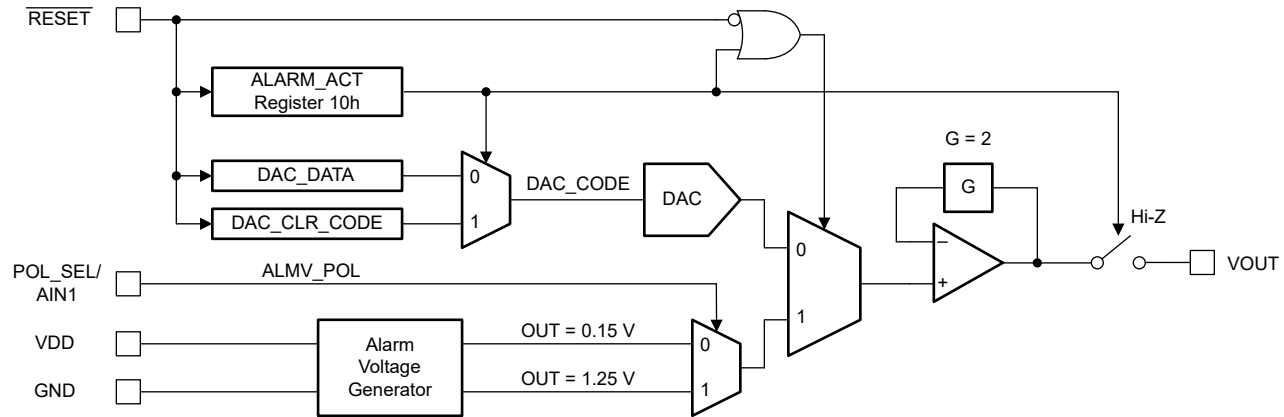 RESET
ALARM_ACT
Register 10h
DAC_DATA
0
DAC_CODE
DAC
DAC_CLR_CODE
1
G = 2
G
Hi-Z
0
−
+
VOUT
1
POL_SEL/
AIN1
ALMV_POL
VDD
GND
Alarm
Voltage
Generator
OUT = 0.15 V
0
OUT = 1.25 V
1